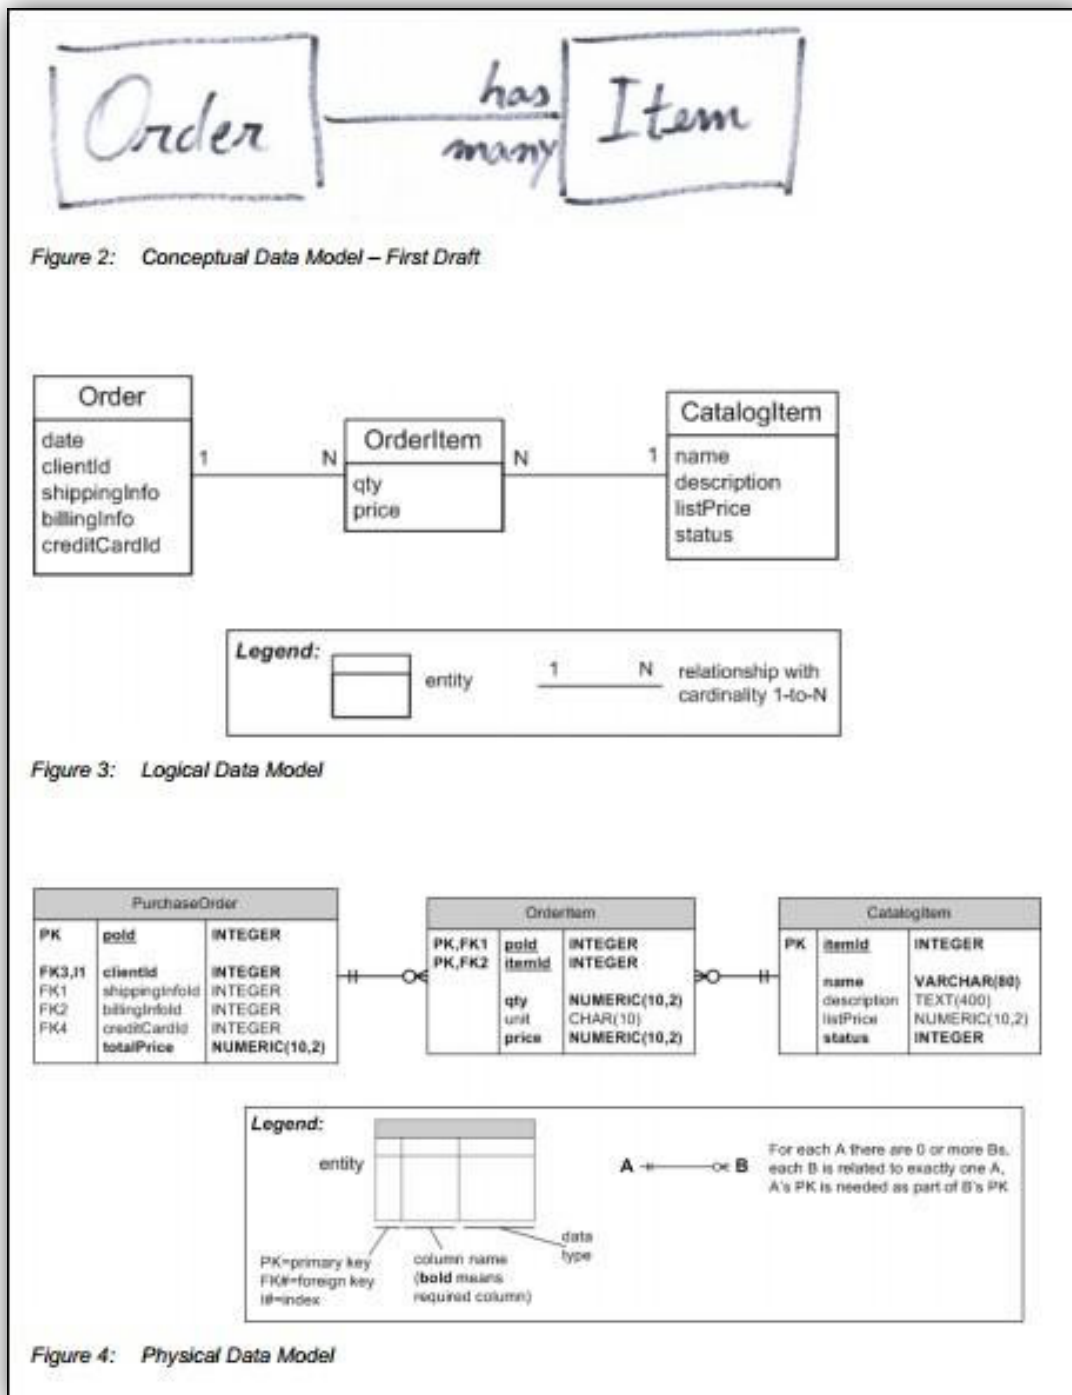 Order
has
many
Item
Figure 2: Conceptual Data Model – First Draft
Order
date
clientId
shippingInfo
billingInfo
creditCardId
1
N
OrderItem
qty
price
N
1
CatalogItem
name
description
listPrice
status
Legend:
entity
1 N
relationship with
cardinality 1-to-N
Figure 3: Logical Data Model
PurchaseOrder
PK poId INTEGER
FK3,I1 clientId INTEGER
FK1 shippingInfoId INTEGER
FK2 billingInfoId INTEGER
FK4 creditCardId INTEGER
totalPrice NUMERIC(10,2)
OrderItem
PK,FK1 poId INTEGER
PK,FK2 itemId INTEGER
qty NUMERIC(10,2)
unit CHAR(10)
price NUMERIC(10,2)
CatalogItem
PK itemId INTEGER
name VARCHAR(80)
description TEXT(400)
listPrice NUMERIC(10,2)
status INTEGER
Legend:
entity
PK=primary key
FK#=foreign key
I#=index
column name
(bold means
required column)
data
type
A B
For each A there are 0 or more Bs,
each B is related to exactly one A,
A's PK is needed as part of B's PK
Figure 4: Physical Data Model